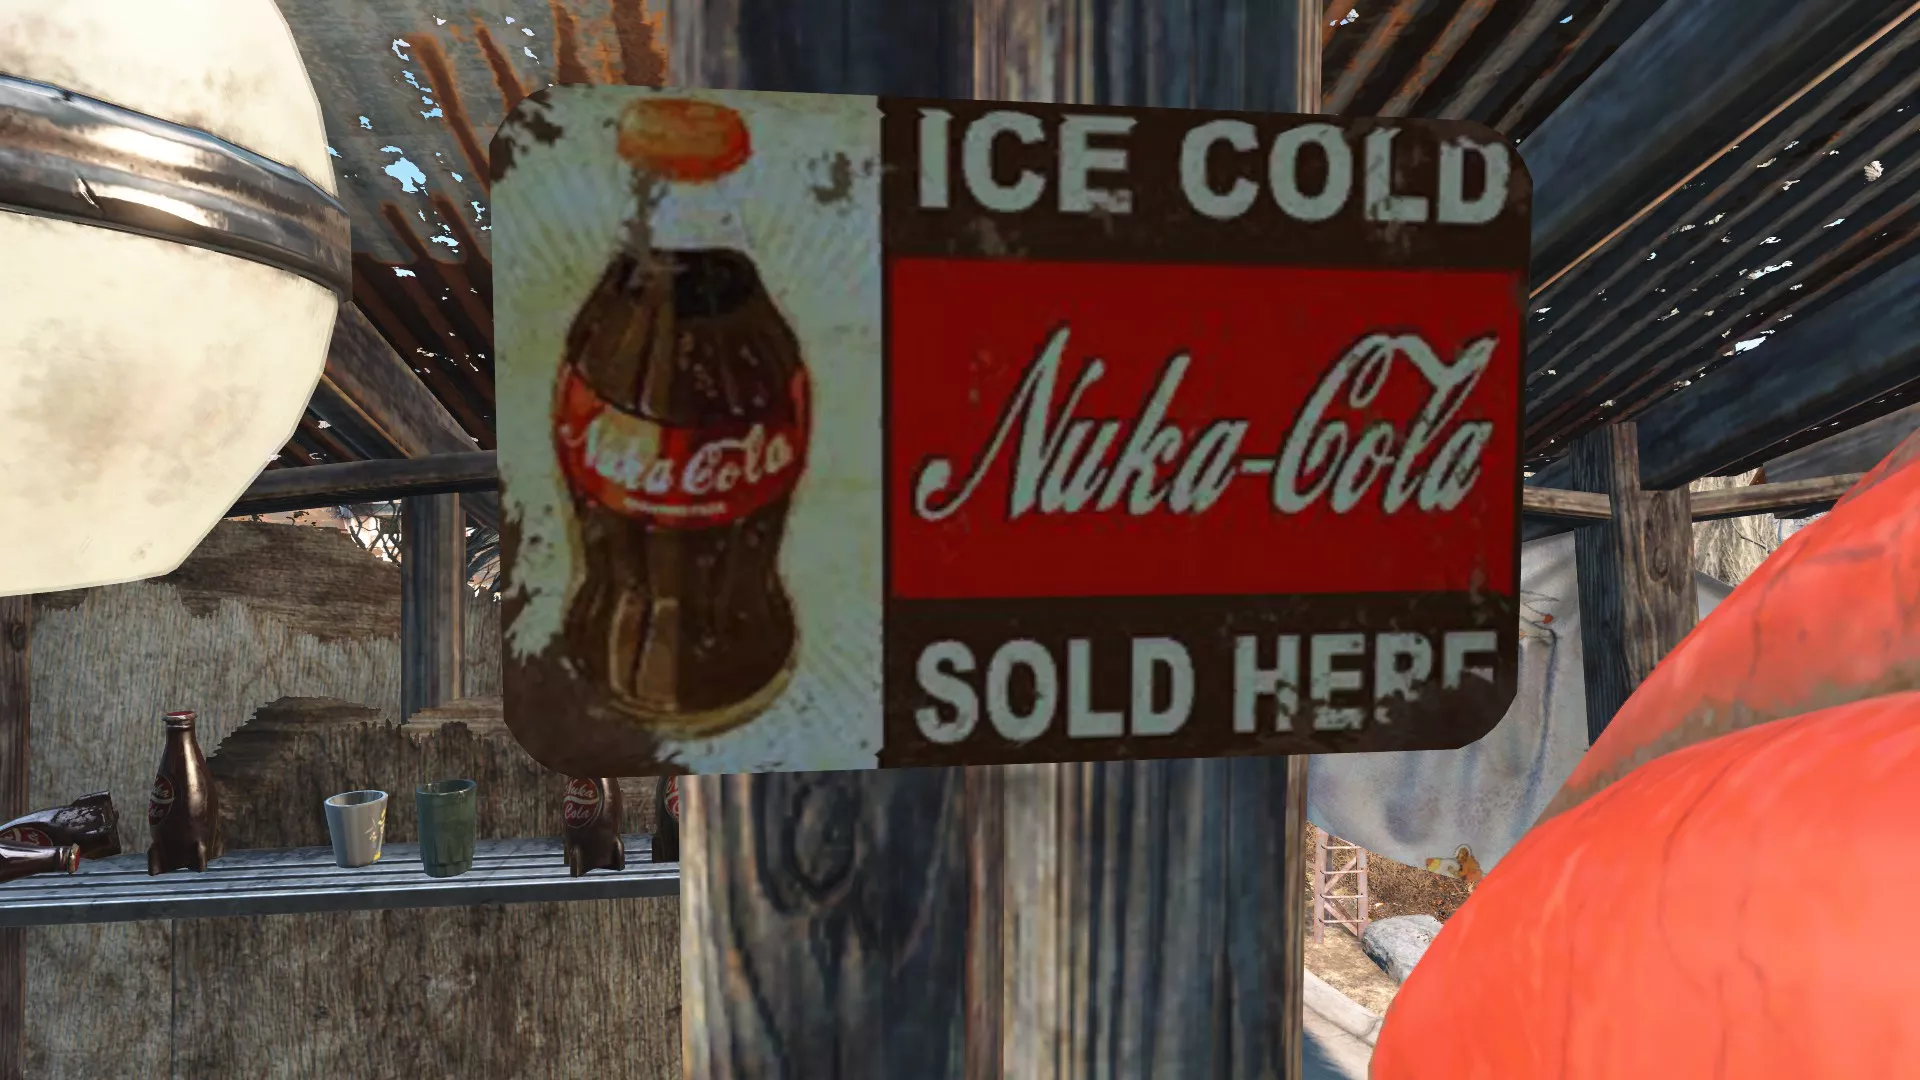 ICE COLD
Nuka-Cola
Nuka Cola
SOLD HERE
Nuka
Cola